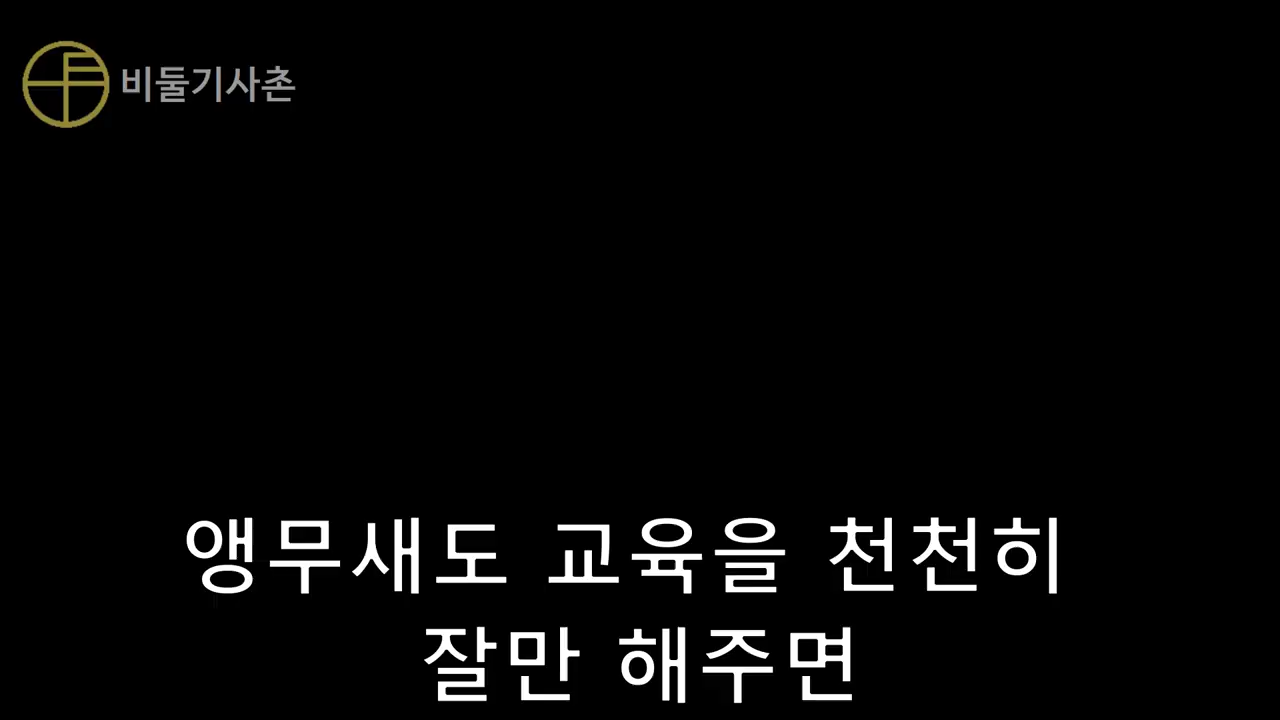 비둘기사촌
앵무새도 교육을 천천히
잘만 해주면